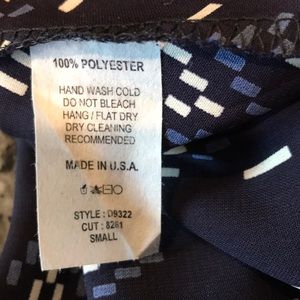 100% POLYESTER
HAND WASH COLD
DO NOT BLEACH
HANG / FLAT DRY
DRY CLEANING
RECOMMENDED
MADE IN U.S.A.
STYLE : D9322
CUT : 8261
SMALL